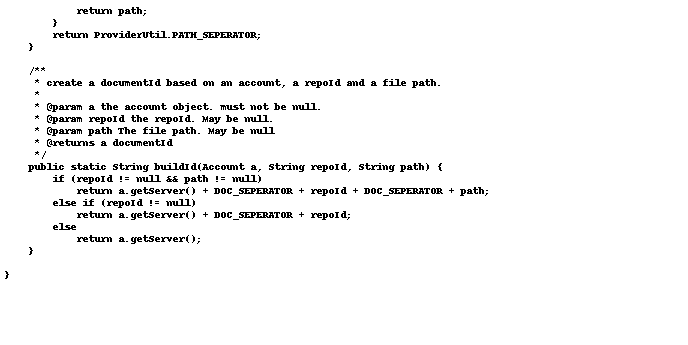 return path;
        }
        return ProviderUtil.PATH_SEPERATOR;
    }

    /**
     * create a documentId based on an account, a repoId and a file path.
     *
     * @param a the account object. must not be null.
     * @param repoId the repoId. May be null.
     * @param path The file path. May be null
     * @returns a documentId
     */
    public static String buildId(Account a, String repoId, String path) {
        if (repoId != null && path != null)
            return a.getServer() + DOC_SEPERATOR + repoId + DOC_SEPERATOR + path;
        else if (repoId != null)
            return a.getServer() + DOC_SEPERATOR + repoId;
        else
            return a.getServer();
    }

}